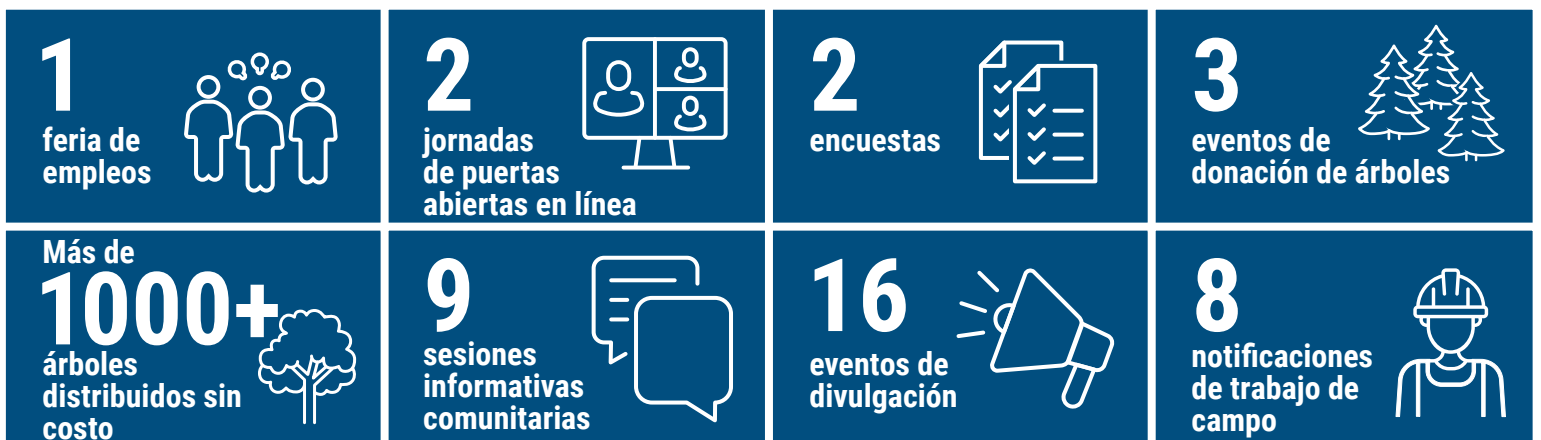 1
feria de
empleos
2
jornadas
de puertas
abiertas en línea
2
encuestas
3
eventos de
donación de árboles
Más de
1000+
árboles
distribuidos sin
costo
9
sesiones
informativas
comunitarias
16
eventos de
divulgación
8
notificaciones
de trabajo de
campo